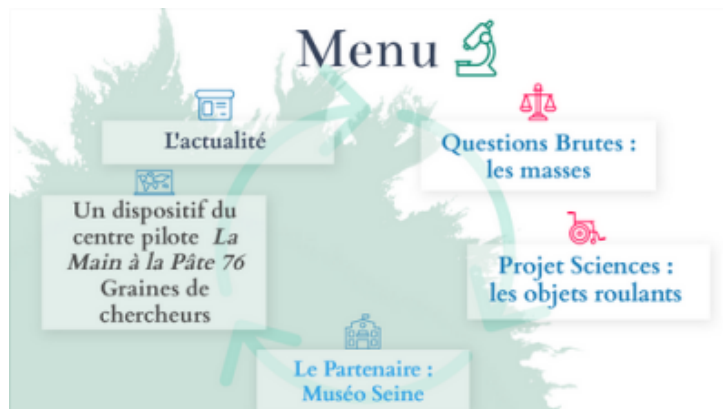 Menu
L'actualité
Questions Brutes :
les masses
Un dispositif du
centre pilote La
Main à la Pâte 76
Graines de
chercheurs
Projet Sciences :
les objets roulants
Le Partenaire :
Muséo Seine